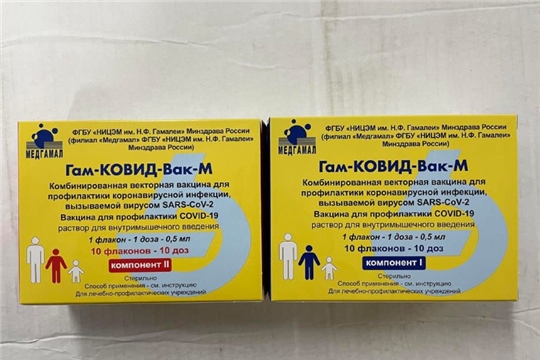 МЕДГАМАЛ
ФГБУ «НИЦЭМ им. Н.Ф. Гамалеи» Минздрава России
(филиал «Медгамал» ФГБУ «НИЦЭМ им. Н.Ф. Гамалеи»
Минздрава России)
Гам-КОВИД-Вак-М
Комбинированная векторная вакцина для
профилактики коронавирусной инфекции,
вызываемой вирусом SARS-CoV-2
Вакцина для профилактики COVID-19
раствор для внутримышечного введения
1 флакон - 1 доза - 0,5 мл
10 флаконов - 10 доз
компонент II
Стерильно
Способ применения - см. инструкцию
Для лечебно-профилактических учреждений
МЕДГАМАЛ
ФГБУ «НИЦЭМ им. Н.Ф. Гамалеи» Минздрава России
(филиал «Медгамал» ФГБУ «НИЦЭМ им. Н.Ф. Гамалеи»
Минздрава России)
Гам-КОВИД-Вак-М
Комбинированная векторная вакцина для
профилактики коронавирусной инфекции,
вызываемой вирусом SARS-CoV-2
Вакцина для профилактики COVID-19
раствор для внутримышечного введения
1 флакон - 1 доза - 0,5 мл
10 флаконов - 10 доз
компонент I
Стерильно
Способ применения - см. инструкцию
Для лечебно-профилактических учреждений